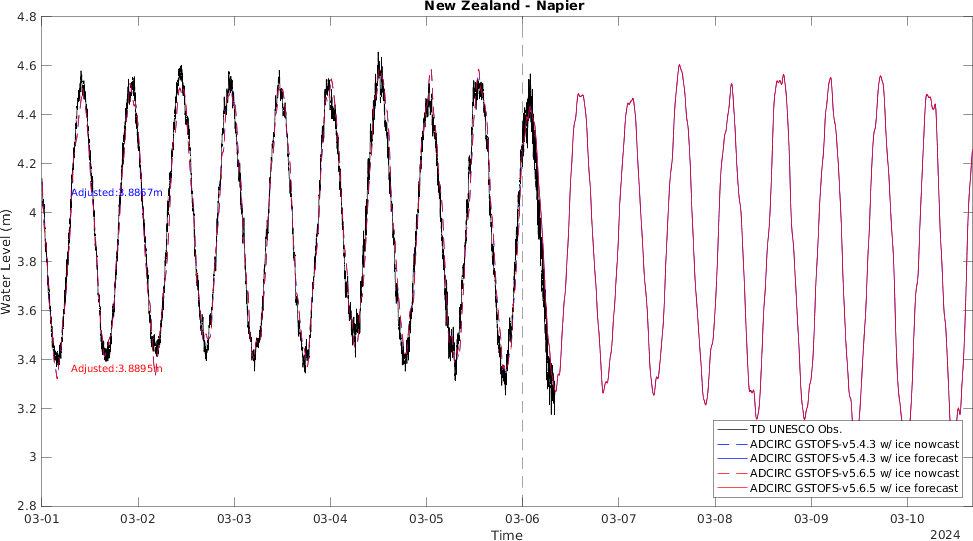 New Zealand - Napier
4.8
4.6
4.4
4.2
4
3.8
3.6
3.4
3.2
3
2.8
Water Level (m)
Adjusted:3.8867m
Adjusted:3.8895m
TD UNESCO Obs.
ADCIRC GSTOFS-v5.4.3 w/ ice nowcast
ADCIRC GSTOFS-v5.4.3 w/ ice forecast
ADCIRC GSTOFS-v5.6.5 w/ ice nowcast
ADCIRC GSTOFS-v5.6.5 w/ ice forecast
03-01 03-02 03-03 03-04 03-05 03-06 03-07 03-08 03-09 03-10
Time
2024